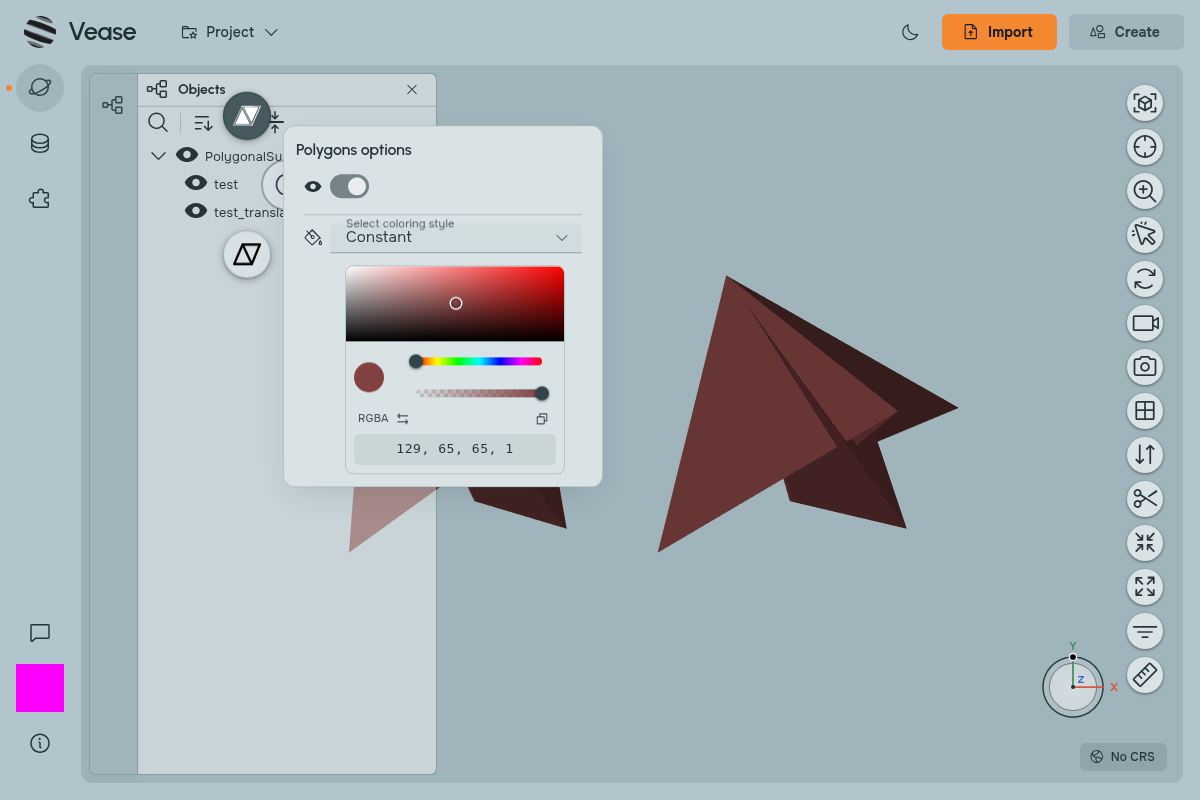 Vease
Project
Import
Create
Objects
PolygonalSu
test
test_transla
Polygons options
Select coloring style
Constant
RGBA
129, 65, 65, 1
Y
Z
X
No CRS